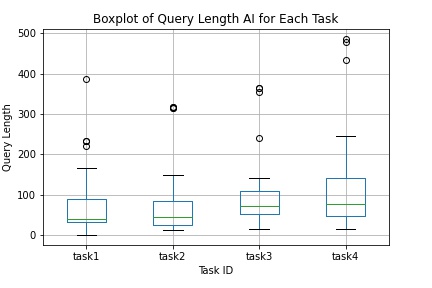 Boxplot of Query Length AI for Each Task
500
400
300
200
100
0
Query Length
task1 task2 task3 task4
Task ID